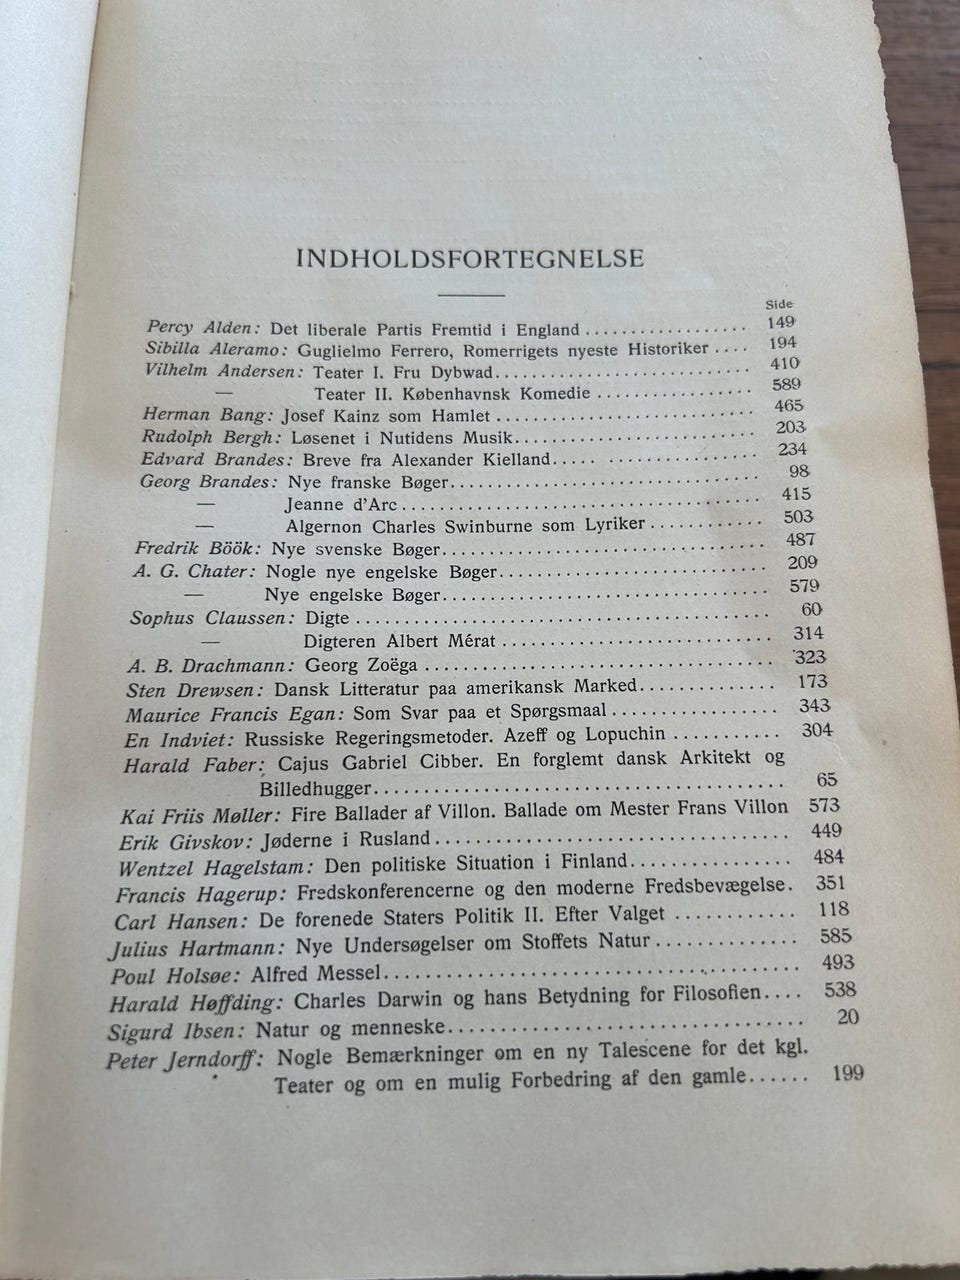 INDHOLDSFORTEGNELSE
Side
Percy Alden: Det liberale Partis Fremtid i England .................. 149
Sibilla Aleramo: Guglielmo Ferrero, Romerrigets nyeste Historiker .... 194
Vilhelm Andersen: Teater I. Fru Dybwad............................ 410
— Teater II. Københavnsk Komedie ................. 589
Herman Bang: Josef Kainz som Hamlet ............................ 465
Rudolph Bergh: Løsenet i Nutidens Musik.......................... 203
Edvard Brandes: Breve fra Alexander Kielland..... ................ 234
Georg Brandes: Nye franske Bøger................................. 98
— Jeanne d'Arc....................................... 415
— Algernon Charles Swinburne som Lyriker ............ 503
Fredrik Böök: Nye svenske Bøger.................................. 487
A. G. Chater: Nogle nye engelske Bøger........................... 209
— Nye engelske Bøger................................. 579
Sophus Claussen: Digte .......................................... 60
— Digteren Albert Mérat ............................ 314
A. B. Drachmann: Georg Zoëga .................................... 323
Sten Drewsen: Dansk Litteratur paa amerikansk Marked.............. 173
Maurice Francis Egan: Som Svar paa et Spørgsmaal ................. 343
En Indviet: Russiske Regeringsmetoder. Azeff og Lopuchin ........... 304
Harald Faber: Cajus Gabriel Cibber. En forglemt dansk Arkitekt og
Billedhugger......................................... 65
Kai Friis Møller: Fire Ballader af Villon. Ballade om Mester Frans Villon 573
Erik Givskov: Jøderne i Rusland................................... 449
Wentzel Hagelstam: Den politiske Situation i Finland................ 484
Francis Hagerup: Fredskonferencerne og den moderne Fredsbevægelse. 351
Carl Hansen: De forenede Staters Politik II. Efter Valget ............ 118
Julius Hartmann: Nye Undersøgelser om Stoffets Natur .............. 585
Poul Holsøe: Alfred Messel........................................ 493
Harald Høffding: Charles Darwin og hans Betydning for Filosofien.... 538
Sigurd Ibsen: Natur og menneske................................... 20
Peter Jerndorff: Nogle Bemærkninger om en ny Talescene for det kgl.
Teater og om en mulig Forbedring af den gamle...... 199